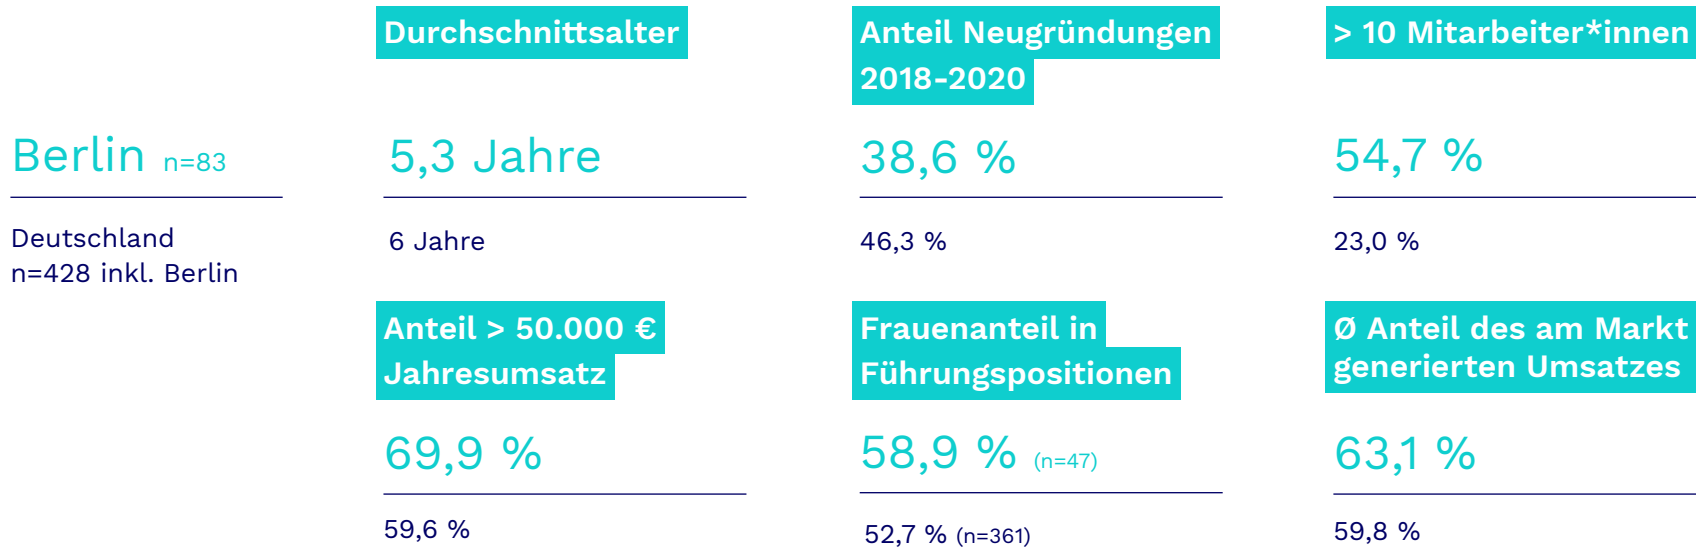 Durchschnittsalter
Anteil Neugründungen
2018-2020
> 10 Mitarbeiter*innen
Berlin n=83
5,3 Jahre
38,6 %
54,7 %
Deutschland
n=428 inkl. Berlin
6 Jahre
46,3 %
23,0 %
Anteil > 50.000 €
Jahresumsatz
Frauenanteil in
Führungspositionen
Ø Anteil des am Markt
generierten Umsatzes
69,9 %
58,9 % (n=47)
63,1 %
59,6 %
52,7 % (n=361)
59,8 %